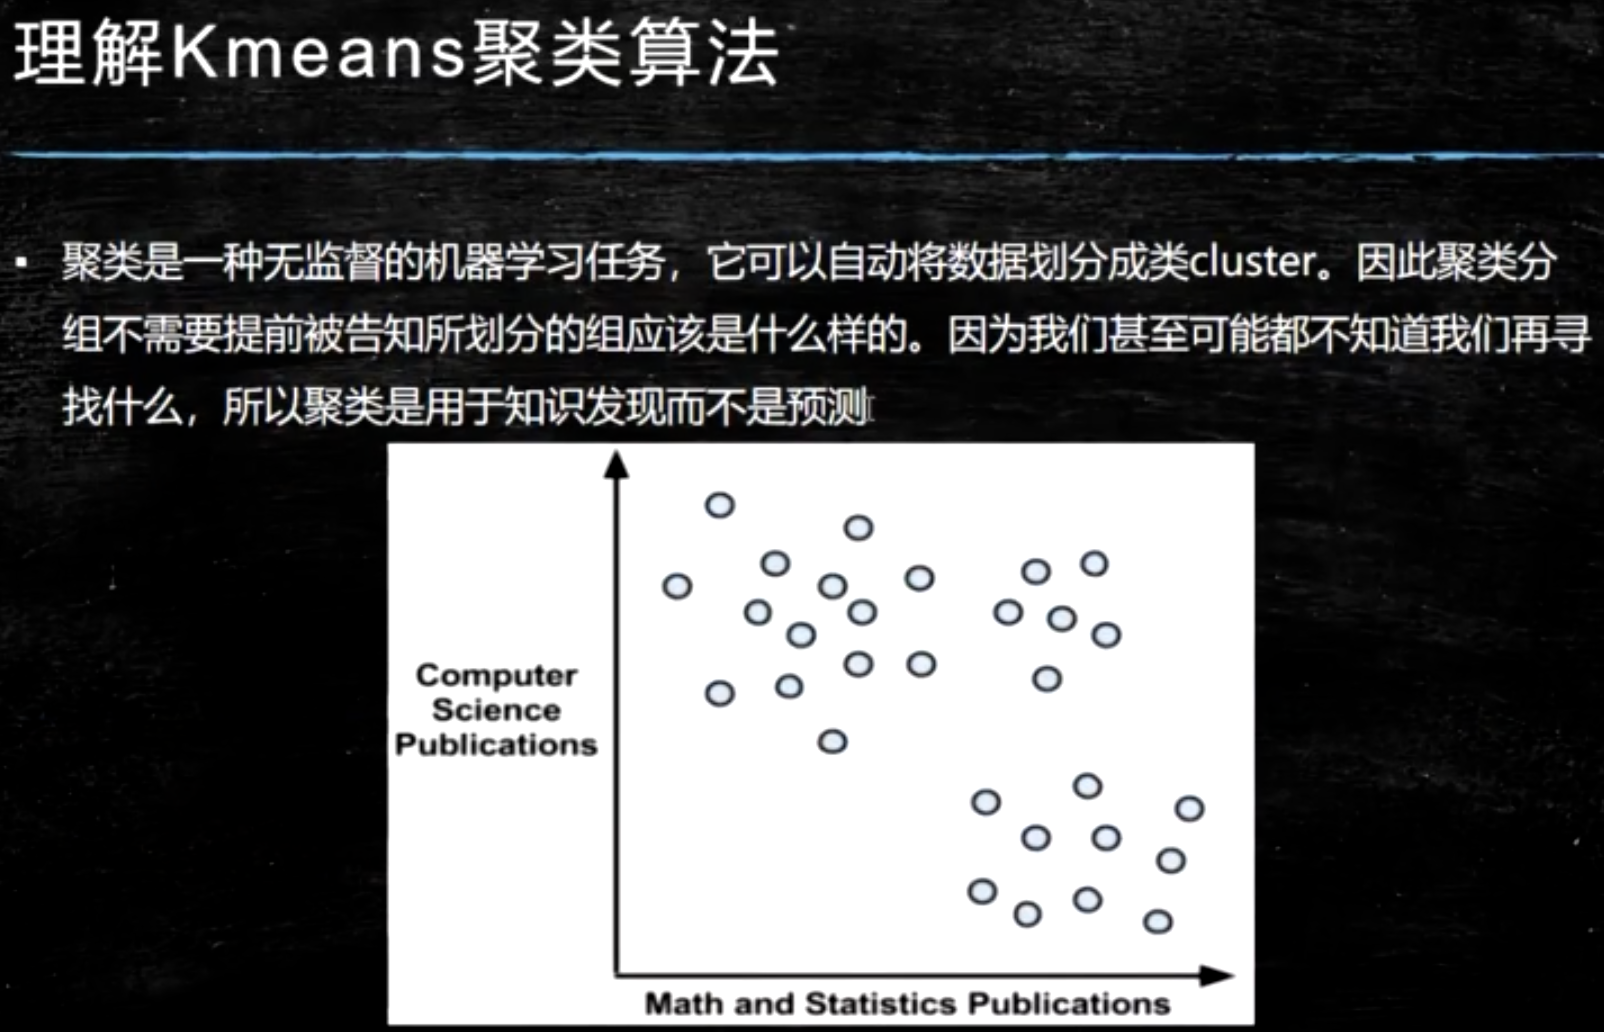 理解Kmeans聚类算法
▪ 聚类是一种无监督的机器学习任务，它可以自动将数据划分成类cluster。因此聚类分
组不需要提前被告知所划分的组应该是什么样的。因为我们甚至可能都不知道我们再寻
找什么，所以聚类是用于知识发现而不是预测
Computer
Science
Publications
Math and Statistics Publications